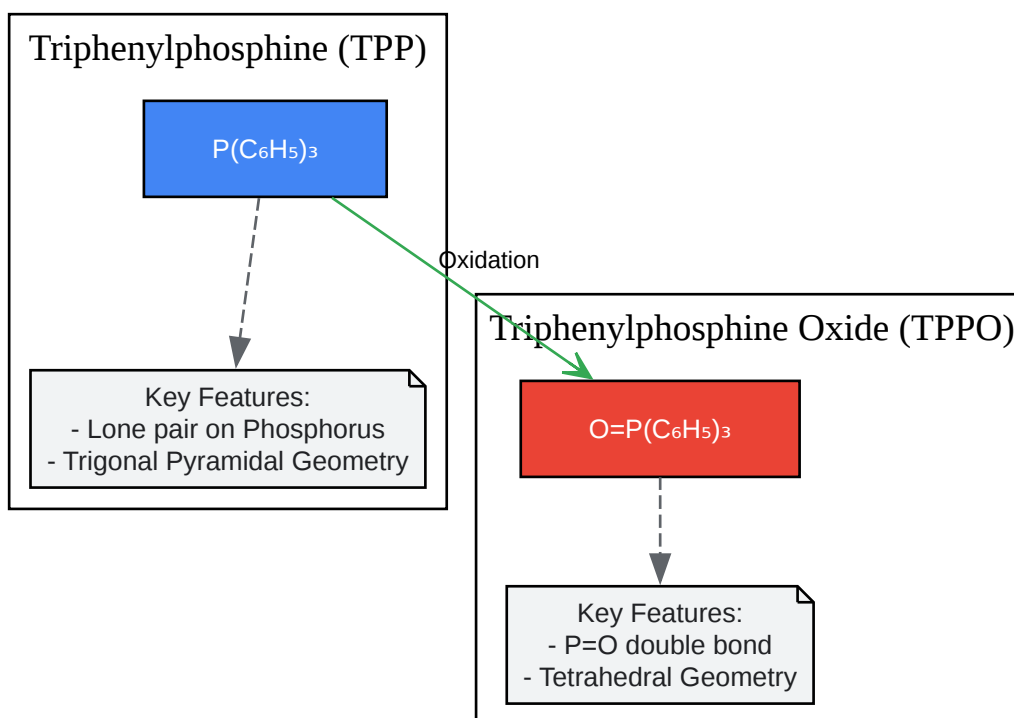 Triphenylphosphine (TPP)
P(C₆H₅)₃
Oxidation
Key Features:
- Lone pair on Phosphorus
- Trigonal Pyramidal Geometry
Triphenylphosphine Oxide (TPPO)
O=P(C₆H₅)₃
Key Features:
- P=O double bond
- Tetrahedral Geometry